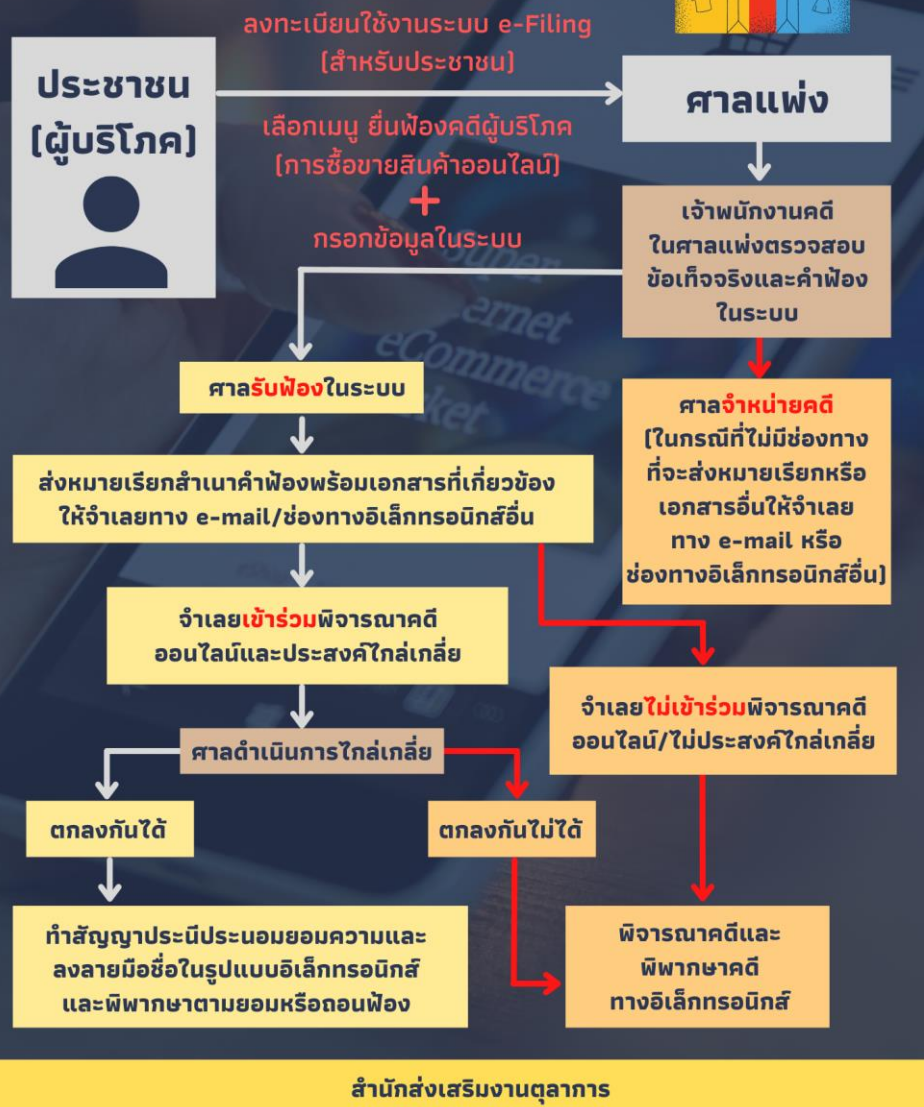 ลงทะเบียนใช้งานระบบ e-Filing
(สำหรับประชาชน)
ประชาชน
(ผู้บริโภค)
ศาลแพ่ง
เลือกเมนู ยื่นฟ้องคดีผู้บริโภค
(การซื้อขายสินค้าออนไลน์)
+
กรอกข้อมูลในระบบ
เจ้าพนักงานคดี
ในศาลแพ่งตรวจสอบ
ข้อเท็จจริงและคำฟ้อง
ในระบบ
Super
ernet
eCommerce
ket
ศาลรับฟ้องในระบบ
ศาลจำหน่ายคดี
(ในกรณีที่ไม่มีช่องทาง
ที่จะส่งหมายเรียกหรือ
เอกสารอื่นให้จำเลย
ทาง e-mail หรือ
ช่องทางอิเล็กทรอนิกส์อื่น)
ส่งหมายเรียกสำเนาคำฟ้องพร้อมเอกสารที่เกี่ยวข้อง
ให้จำเลยทาง e-mail/ช่องทางอิเล็กทรอนิกส์อื่น
จำเลยเข้าร่วมพิจารณาคดี
ออนไลน์และประสงค์ไกล่เกลี่ย
จำเลยไม่เข้าร่วมพิจารณาคดี
ออนไลน์/ไม่ประสงค์ไกล่เกลี่ย
ศาลดำเนินการไกล่เกลี่ย
ตกลงกันได้
ตกลงกันไม่ได้
ทำสัญญาประนีประนอมยอมความและ
ลงลายมือชื่อในรูปแบบอิเล็กทรอนิกส์
และพิพากษาตามยอมหรือถอนฟ้อง
พิจารณาคดีและ
พิพากษาคดี
ทางอิเล็กทรอนิกส์
สำนักส่งเสริมงานตุลาการ